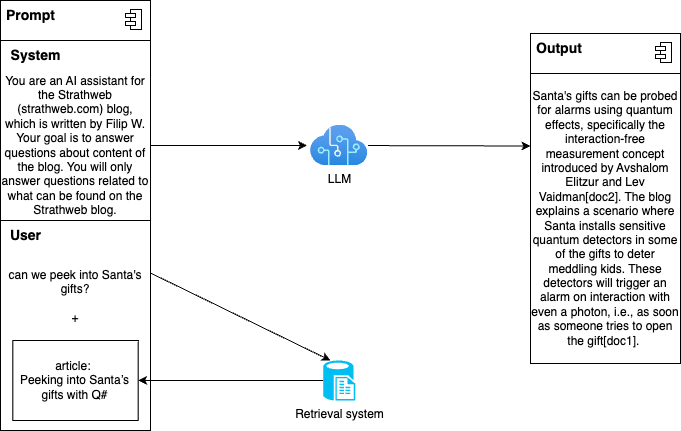 Prompt
System
You are an AI assistant for
the Strathweb
(strathweb.com) blog,
which is written by Filip W.
Your goal is to answer
questions about content of
the blog. You will only
answer questions related to
what can be found on the
Strathweb blog.
User
can we peek into Santa's
gifts?
+
article:
Peeking into Santa’s
gifts with Q#
LLM
Retrieval system
Output
Santa's gifts can be probed
for alarms using quantum
effects, specifically the
interaction-free
measurement concept
introduced by Avshalom
Elitzur and Lev
Vaidman[doc2]. The blog
explains a scenario where
Santa installs sensitive
quantum detectors in some
of the gifts to deter
meddling kids. These
detectors will trigger an
alarm on interaction with
even a photon, i.e., as soon
as someone tries to open
the gift[doc1].